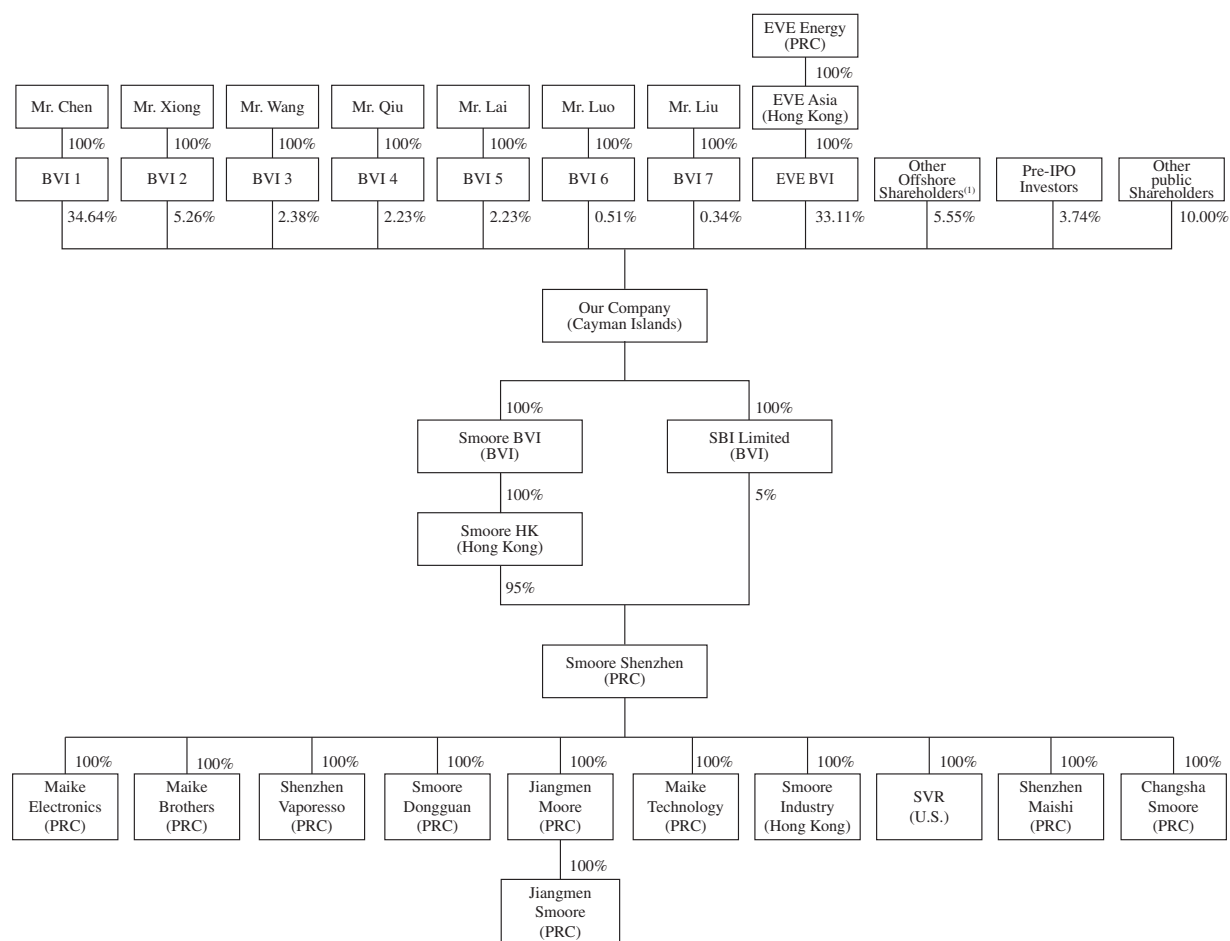 EVE Energy
(PRC)
100%
Mr. Chen
Mr. Xiong
Mr. Wang
Mr. Qiu
Mr. Lai
Mr. Luo
Mr. Liu
EVE Asia
(Hong Kong)
100%
100%
100%
100%
100%
100%
100%
100%
BVI 1
BVI 2
BVI 3
BVI 4
BVI 5
BVI 6
BVI 7
EVE BVI
Other
Offshore
Shareholders(1)
Pre-IPO
Investors
Other
public
Shareholders
34.64%
5.26%
2.38%
2.23%
2.23%
0.51%
0.34%
33.11%
5.55%
3.74%
10.00%
Our Company
(Cayman Islands)
100%
100%
Smoore BVI
(BVI)
SBI Limited
(BVI)
100%
5%
Smoore HK
(Hong Kong)
95%
Smoore Shenzhen
(PRC)
100%
100%
100%
100%
100%
100%
100%
100%
100%
100%
Maike
Electronics
(PRC)
Maike
Brothers
(PRC)
Shenzhen
Vaporesso
(PRC)
Smoore
Dongguan
(PRC)
Jiangmen
Moore
(PRC)
Maike
Technology
(PRC)
Smoore
Industry
(Hong Kong)
SVR
(U.S.)
Shenzhen
Maishi
(PRC)
Changsha
Smoore
(PRC)
100%
Jiangmen
Smoore
(PRC)